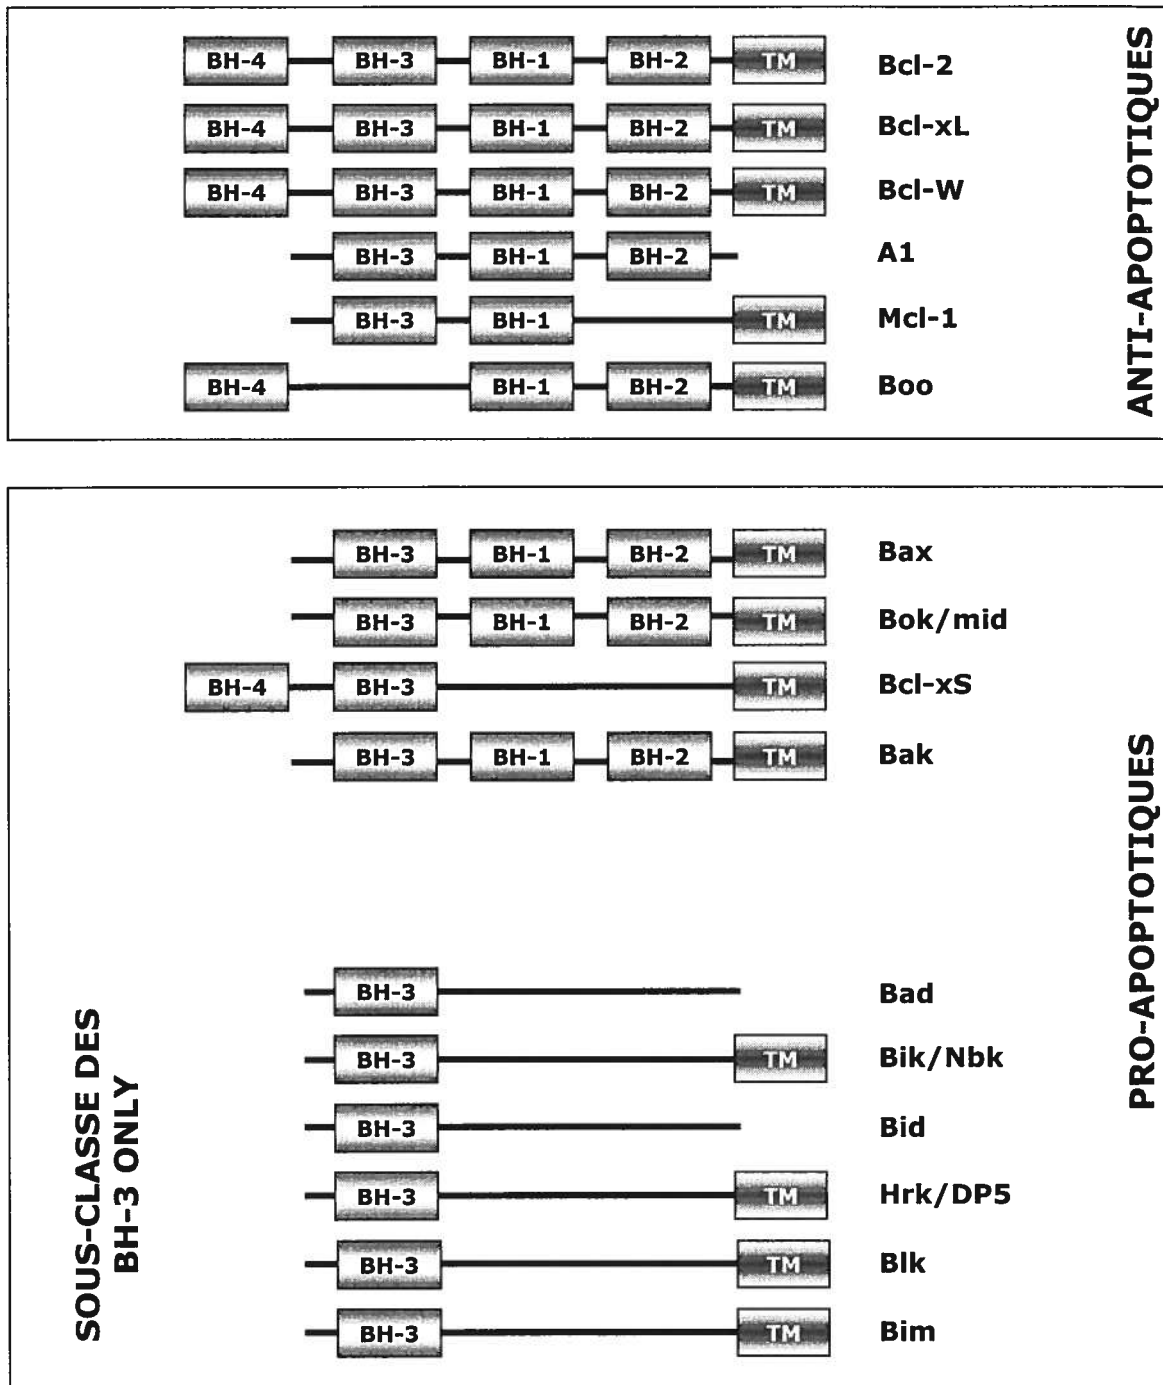 BH-4 BH-3 BH-1 BH-2 TM Bcl-2
BH-4 BH-3 BH-1 BH-2 TM Bcl-xL
BH-4 BH-3 BH-1 BH-2 TM Bcl-W
BH-3 BH-1 BH-2 A1
BH-3 BH-1 TM Mcl-1
BH-4 BH-1 BH-2 TM Boo
ANTI-APOPTOTIQUES
BH-3 BH-1 BH-2 TM Bax
BH-3 BH-1 BH-2 TM Bok/mid
BH-4 BH-3 TM Bcl-xS
BH-3 BH-1 BH-2 TM Bak
PRO-APOPTOTIQUES
SOUS-CLASSE DES
BH-3 ONLY
BH-3 Bad
BH-3 TM Bik/Nbk
BH-3 Bid
BH-3 TM Hrk/DP5
BH-3 TM Blk
BH-3 TM Bim